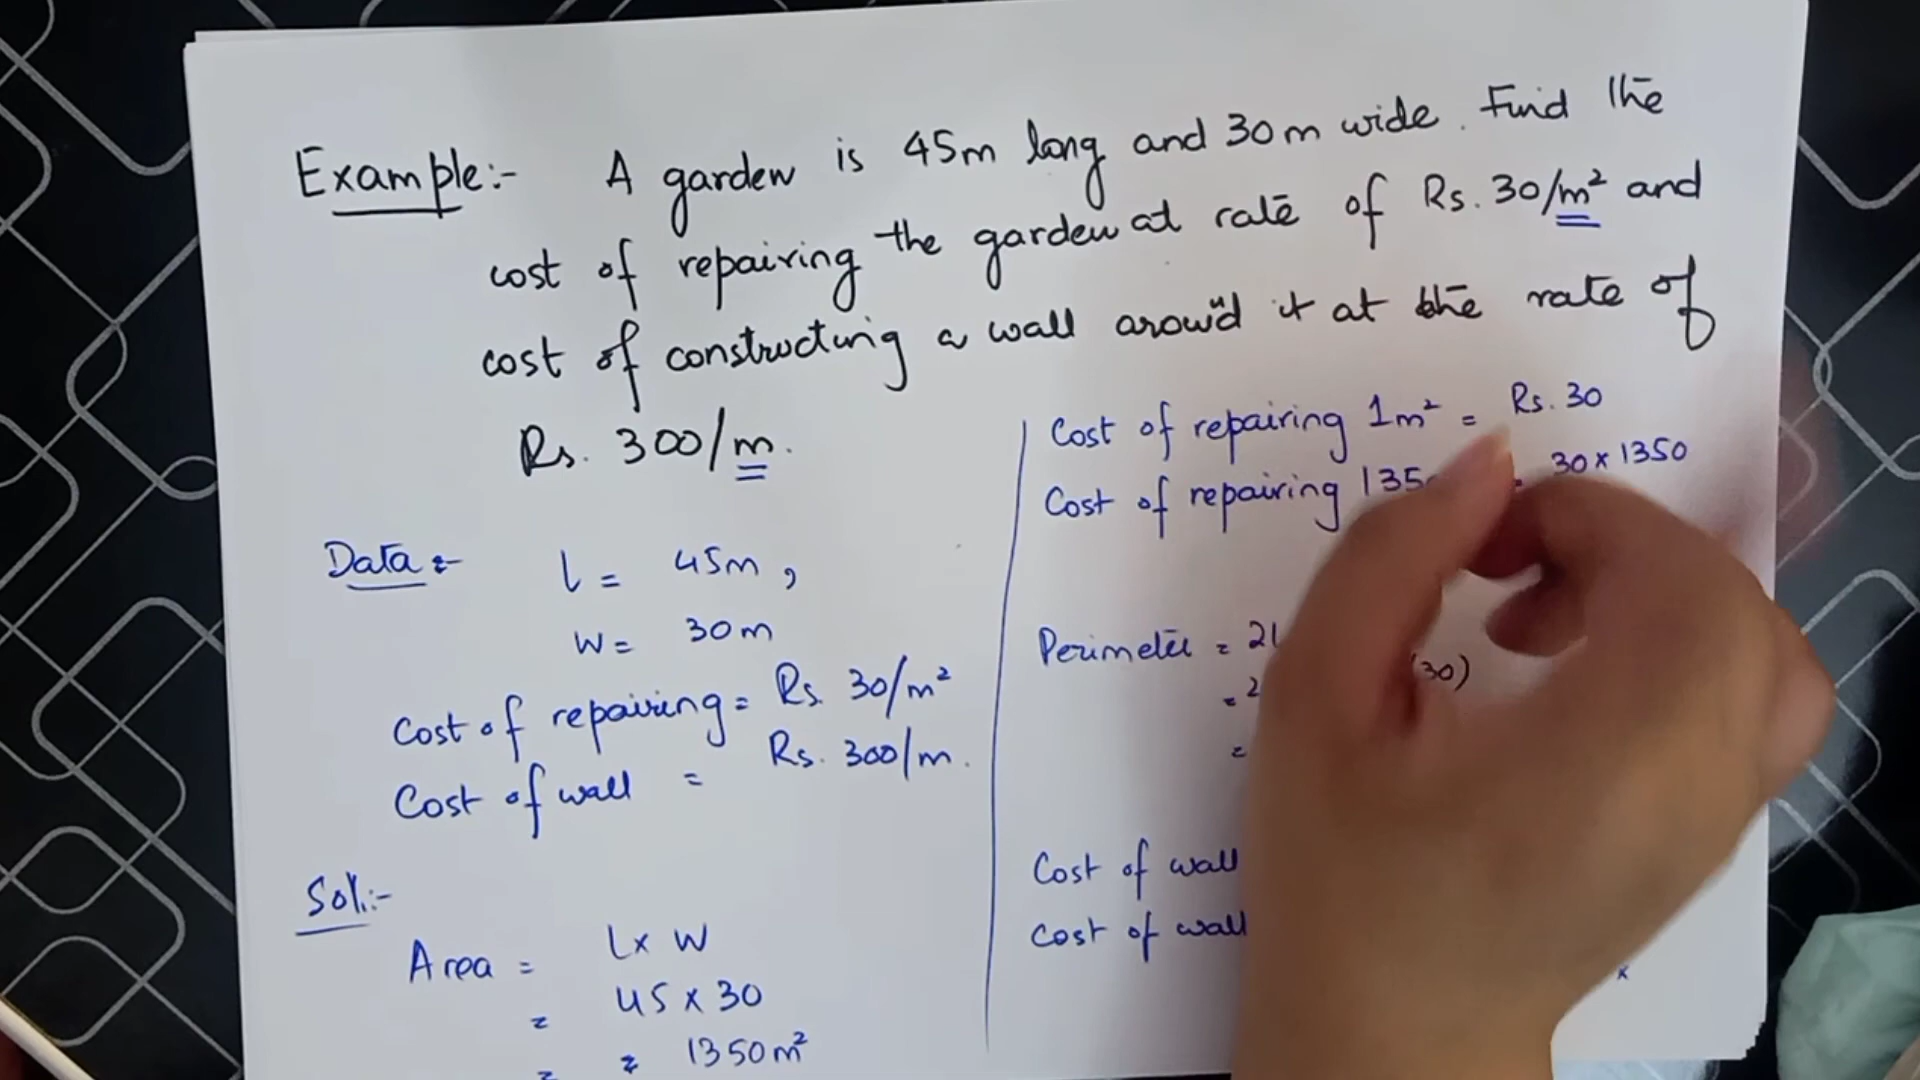 Example:- A garden is 45m long and 30m wide. Find the
cost of repairing the garden at rate of Rs. 30/m² and
cost of constructing a wall around it at the rate of
Rs. 300/m.
Data:- l = 45m,
w = 30m
Cost of repairing = Rs. 30/m²
Cost of wall = Rs. 300/m.
Sol:-
Area = l x w
= 45 x 30
= = 1350m²
Cost of repairing 1m² = Rs. 30
Cost of repairing 135 30 x 1350
Perimeter = 2l
= 2 (30)
=
Cost of wall
Cost of wall
x